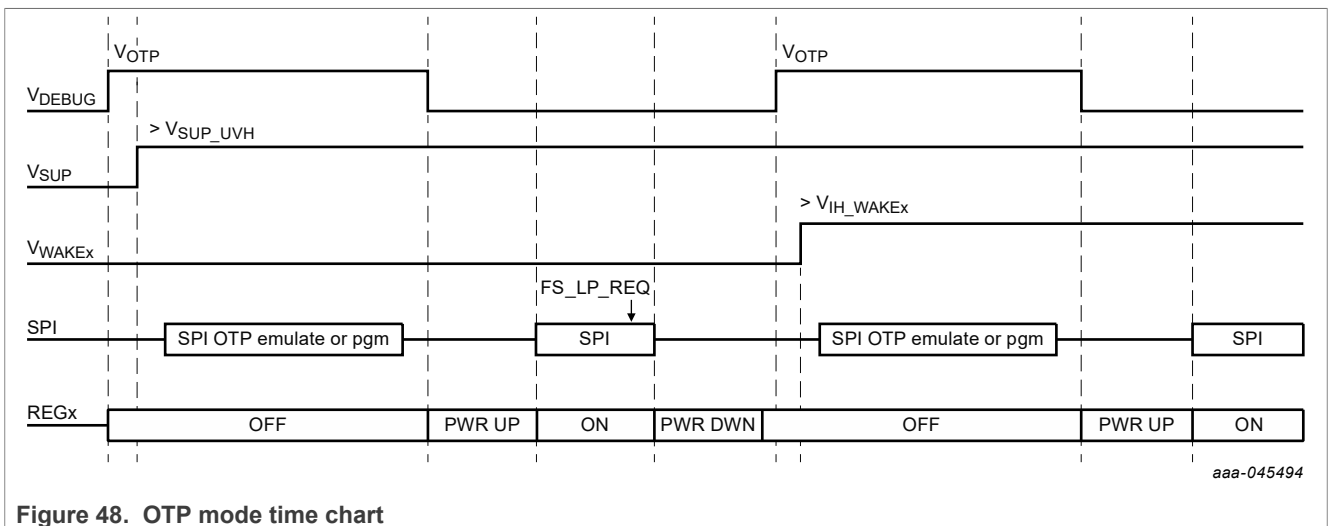 VOTP VOTP
VDEBUG
> VSUP_UVH
VSUP
> VIH_WAKEx
VWAKEx
FS_LP_REQ
SPI SPI OTP emulate or pgm SPI SPI OTP emulate or pgm SPI
REGx OFF PWR UP ON PWR DWN OFF PWR UP ON
aaa-045494
Figure 48. OTP mode time chart